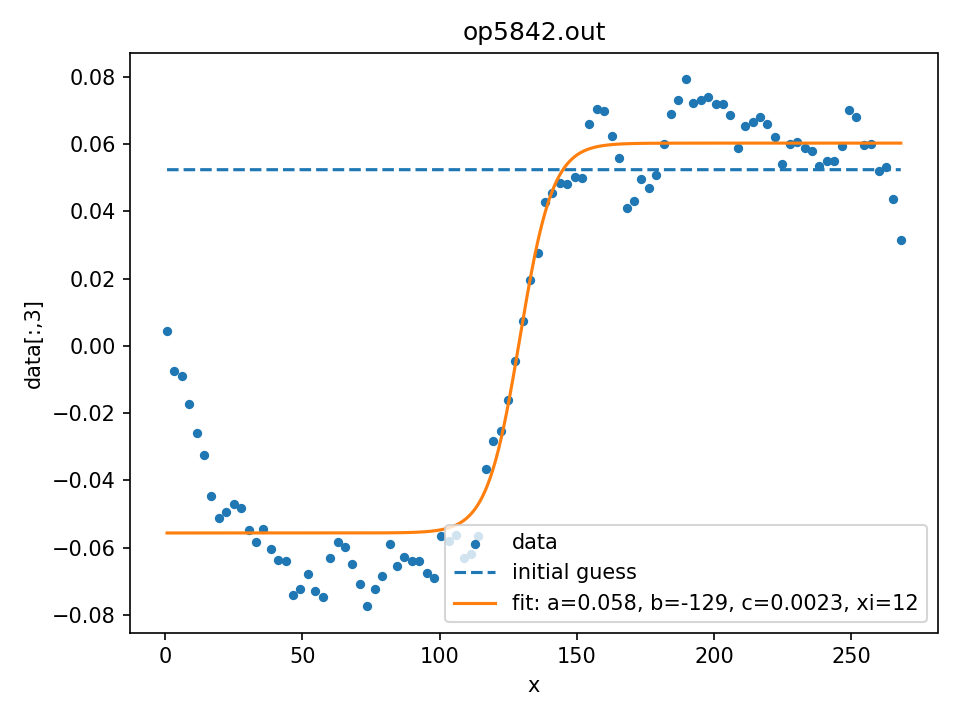 op5842.out
0.08
0.06
0.04
0.02
0.00
−0.02
−0.04
−0.06
−0.08
data[:,3]
data
initial guess
fit: a=0.058, b=-129, c=0.0023, xi=12
0 50 100 150 200 250
x